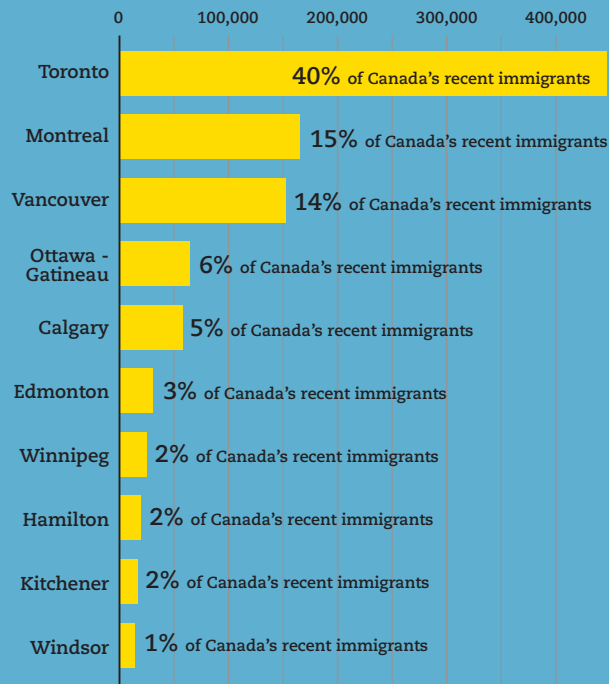 0 100,000 200,000 300,000 400,000
Toronto 40% of Canada's recent immigrants
Montreal 15% of Canada's recent immigrants
Vancouver 14% of Canada's recent immigrants
Ottawa -
Gatineau 6% of Canada's recent immigrants
Calgary 5% of Canada's recent immigrants
Edmonton 3% of Canada's recent immigrants
Winnipeg 2% of Canada's recent immigrants
Hamilton 2% of Canada's recent immigrants
Kitchener 2% of Canada's recent immigrants
Windsor 1% of Canada's recent immigrants